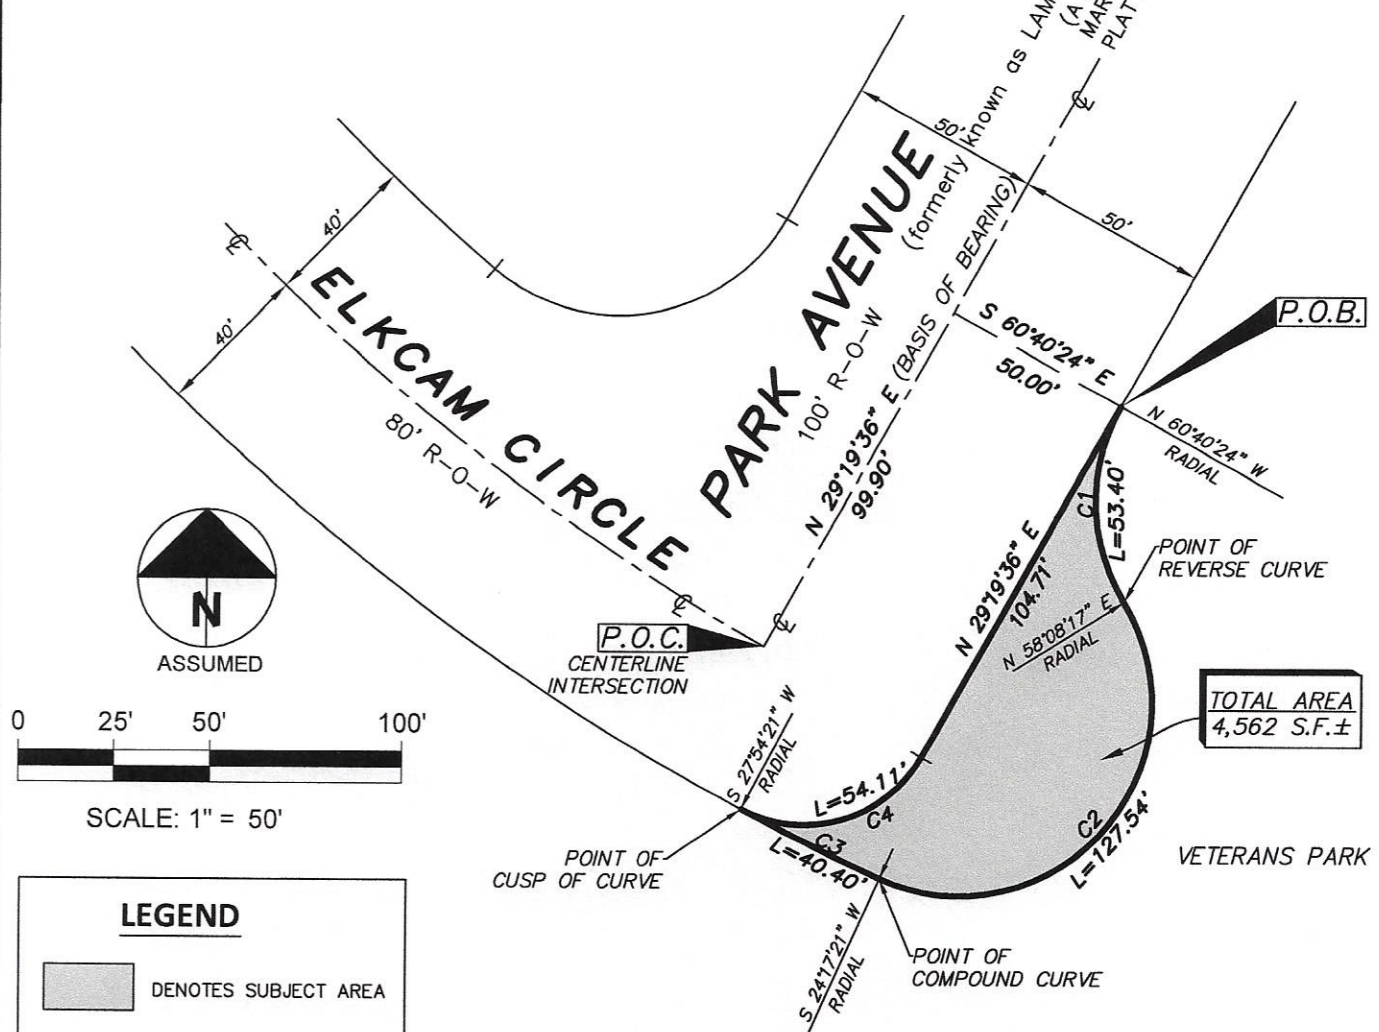 (formerly known as LAM
(A
MAR
PLAT
50'
50'
40'
40'
ELKCAM CIRCLE
80' R-O-W
PARK AVENUE
100' R-O-W
N 29°19'36" E (BASIS OF BEARING)
99.90'
S 60°40'24" E
50.00'
P.O.B.
N 60°40'24" W
RADIAL
C1
L=53.40'
POINT OF
REVERSE CURVE
N 29°19'36" E
104.71'
N 58°08'17" E
RADIAL
N
ASSUMED
P.O.C.
CENTERLINE
INTERSECTION
0 25' 50' 100'
SCALE: 1" = 50'
S 27°54'21" W
RADIAL
TOTAL AREA
4,562 S.F.±
L=54.11'
C4
C3
L=40.40'
C2
L=127.54'
VETERANS PARK
POINT OF
CUSP OF CURVE
S 24°17'21" W
RADIAL
POINT OF
COMPOUND CURVE
LEGEND
DENOTES SUBJECT AREA